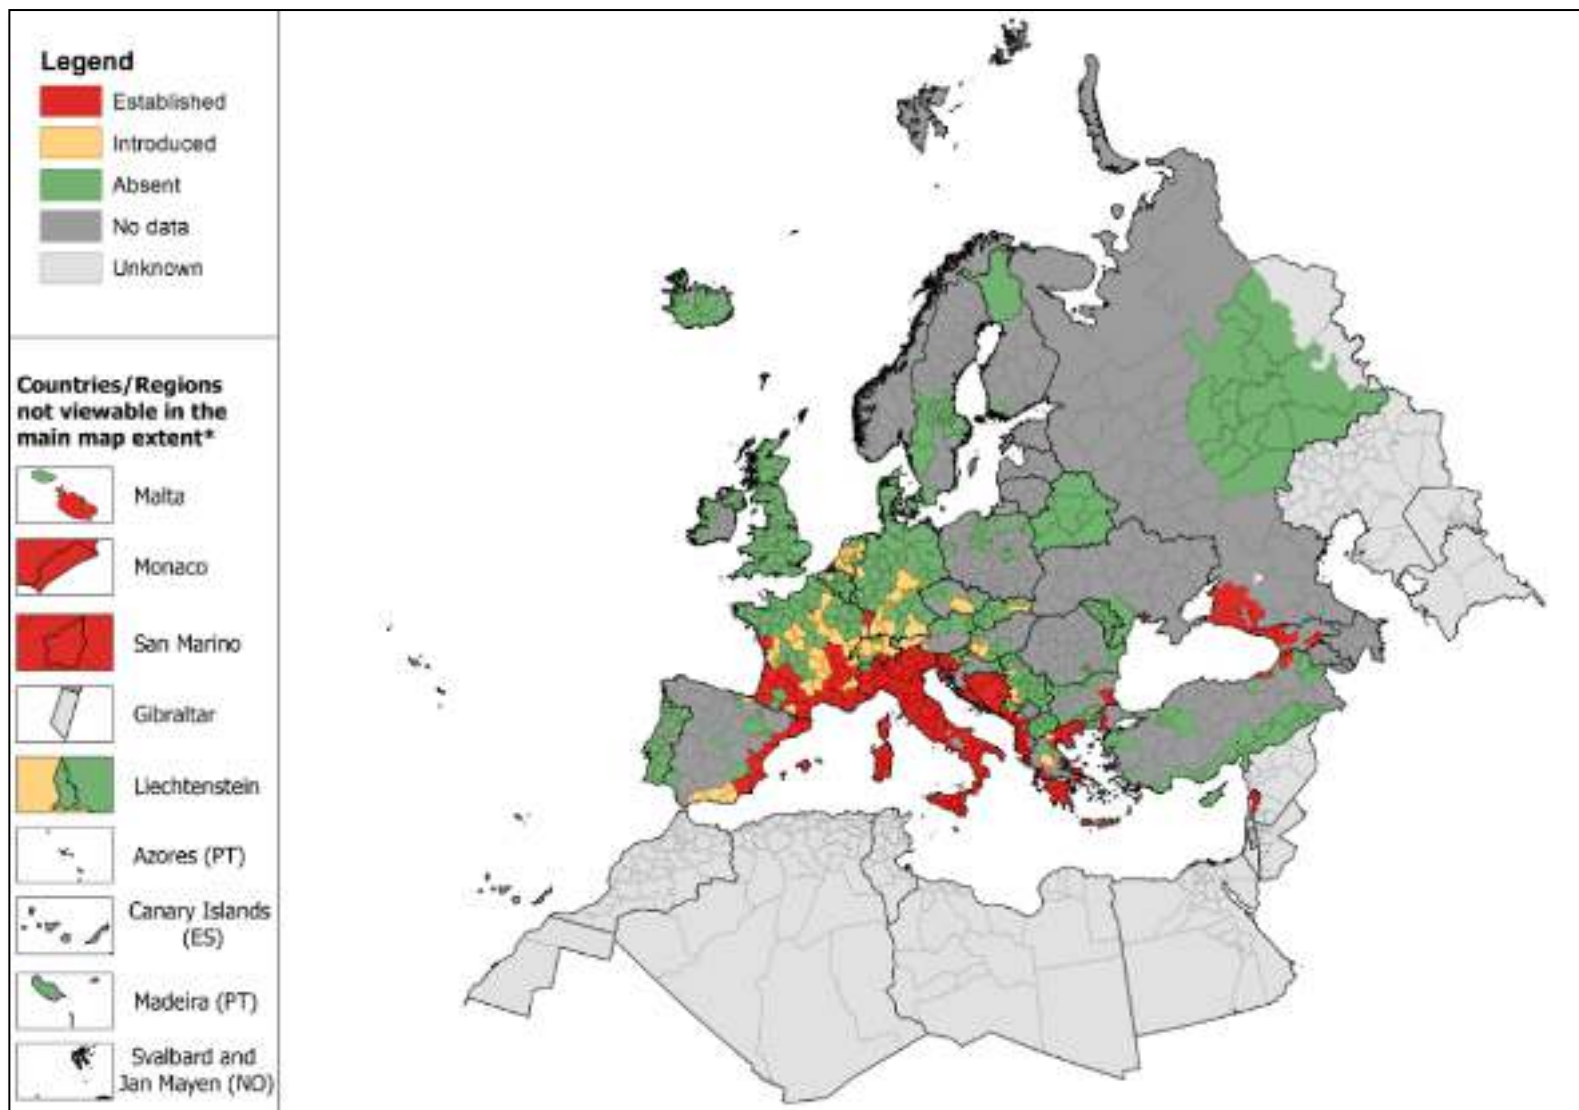 Legend
Established
Introduced
Absent
No data
Unknown
Countries/Regions
not viewable in the
main map extent*
Malta
Monaco
San Marino
Gibraltar
Liechtenstein
Azores (PT)
Canary Islands
(ES)
Madeira (PT)
Svalbard and
Jan Mayen (NO)